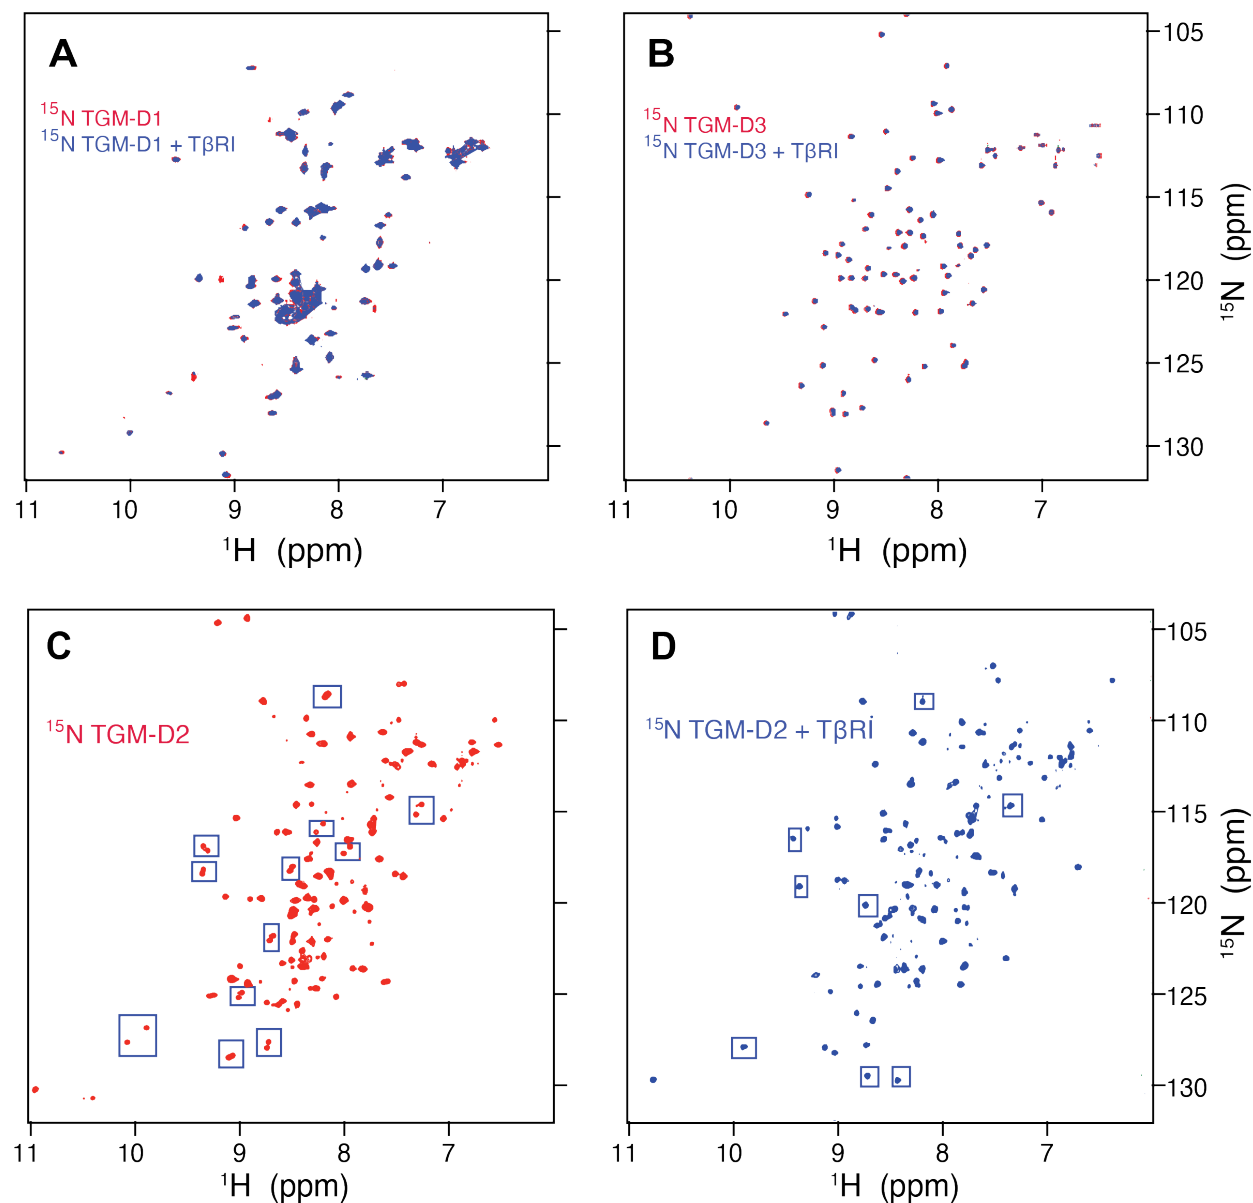 A
¹⁵N TGM-D1
¹⁵N TGM-D1 + TβRI
11 10 9 8 7
¹H (ppm)
B
¹⁵N TGM-D3
¹⁵N TGM-D3 + TβRI
105
110
115
120
125
130
¹⁵N (ppm)
11 10 9 8 7
¹H (ppm)
C
¹⁵N TGM-D2
11 10 9 8 7
¹H (ppm)
D
¹⁵N TGM-D2 + TβRI
105
110
115
120
125
130
¹⁵N (ppm)
11 10 9 8 7
¹H (ppm)